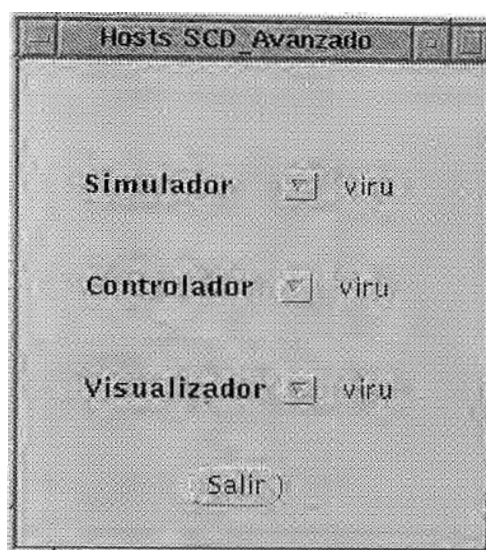 Hosts SCD_Avanzado
Simulador viru
Controlador viru
Visualizador viru
Salir